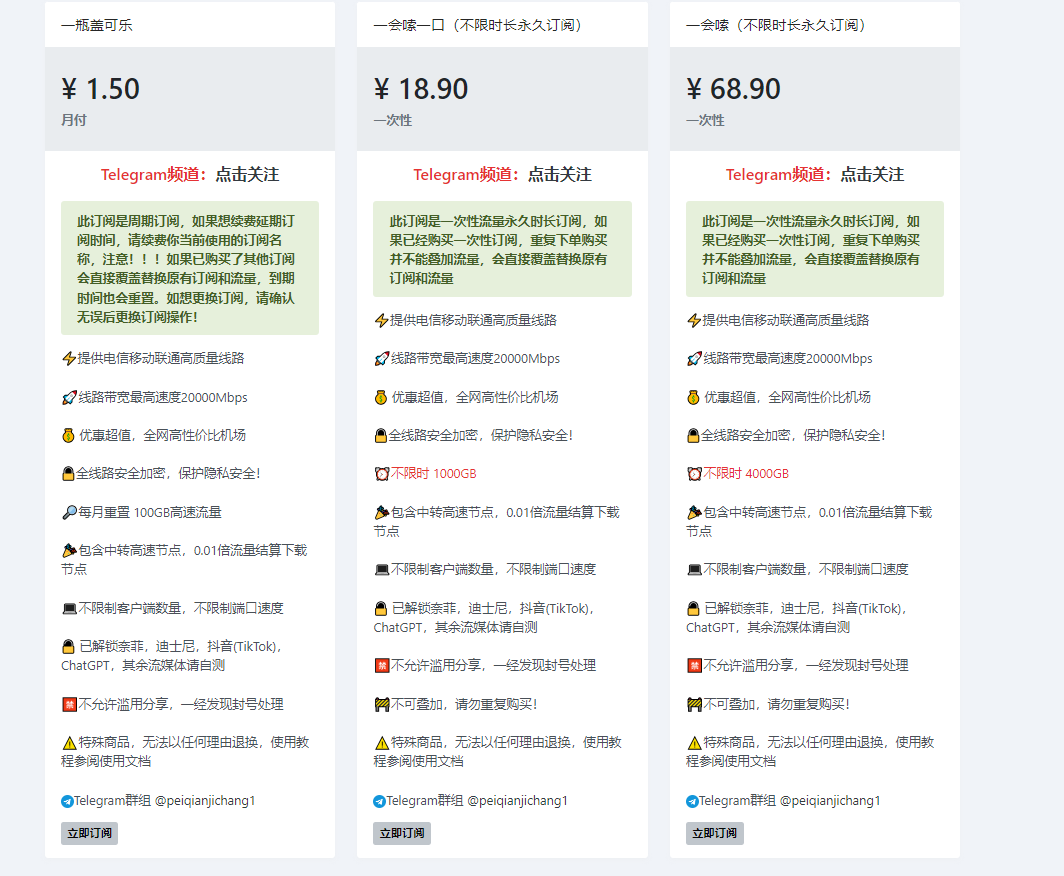 一瓶盖可乐
¥ 1.50
月付
Telegram频道：点击关注
此订阅是周期订阅，如果想续费延期订
阅时间，请续费你当前使用的订阅名
称，注意！！！如果已购买了其他订阅
会直接覆盖替换原有订阅和流量，到期
时间也会重置。如想更换订阅，请确认
无误后更换订阅操作！
⚡提供电信移动联通高质量线路
🚀线路带宽最高速度20000Mbps
💰 优惠超值，全网高性价比机场
🔒全线路安全加密，保护隐私安全！
🔎每月重置 100GB高速流量
🎉包含中转高速节点，0.01倍流量结算下载
节点
💻不限制客户端数量，不限制端口速度
🔒 已解锁奈菲，迪士尼，抖音(TikTok)，
ChatGPT，其余流媒体请自测
🈲不允许滥用分享，一经发现封号处理
⚠️特殊商品，无法以任何理由退换，使用教
程参阅使用文档
Telegram群组 @peiqianjichang1
立即订阅
一会嗦一口（不限时长永久订阅）
¥ 18.90
一次性
Telegram频道：点击关注
此订阅是一次性流量永久时长订阅，如
果已经购买一次性订阅，重复下单购买
并不能叠加流量，会直接覆盖替换原有
订阅和流量
⚡提供电信移动联通高质量线路
🚀线路带宽最高速度20000Mbps
💰 优惠超值，全网高性价比机场
🔒全线路安全加密，保护隐私安全！
⏰不限时 1000GB
🎉包含中转高速节点，0.01倍流量结算下载
节点
💻不限制客户端数量，不限制端口速度
🔒 已解锁奈菲，迪士尼，抖音(TikTok)，
ChatGPT，其余流媒体请自测
🈲不允许滥用分享，一经发现封号处理
🚧不可叠加，请勿重复购买！
⚠️特殊商品，无法以任何理由退换，使用教
程参阅使用文档
Telegram群组 @peiqianjichang1
立即订阅
一会嗦（不限时长永久订阅）
¥ 68.90
一次性
Telegram频道：点击关注
此订阅是一次性流量永久时长订阅，如
果已经购买一次性订阅，重复下单购买
并不能叠加流量，会直接覆盖替换原有
订阅和流量
⚡提供电信移动联通高质量线路
🚀线路带宽最高速度20000Mbps
💰 优惠超值，全网高性价比机场
🔒全线路安全加密，保护隐私安全！
⏰不限时 4000GB
🎉包含中转高速节点，0.01倍流量结算下载
节点
💻不限制客户端数量，不限制端口速度
🔒 已解锁奈菲，迪士尼，抖音(TikTok)，
ChatGPT，其余流媒体请自测
🈲不允许滥用分享，一经发现封号处理
🚧不可叠加，请勿重复购买！
⚠️特殊商品，无法以任何理由退换，使用教
程参阅使用文档
Telegram群组 @peiqianjichang1
立即订阅